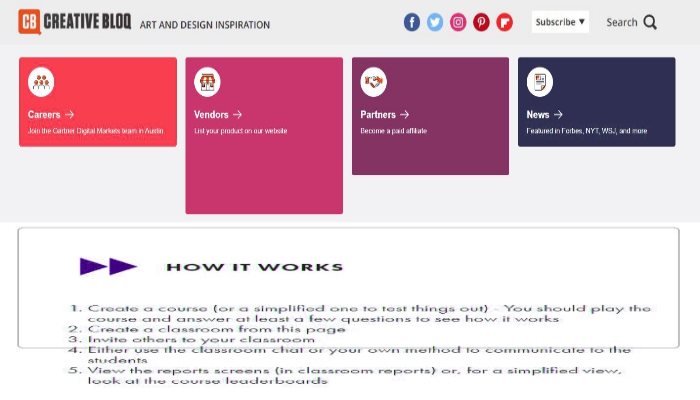 CB CREATIVE BLOQ ART AND DESIGN INSPIRATION
Subscribe ▼ Search
Careers →
Join the Gartner Digital Markets team in Austin
Vendors →
List your product on our website
Partners →
Become a paid affiliate
News →
Featured in Forbes, NYT, WSJ, and more
HOW IT WORKS
1. Create a course (or a simplified one to test things out) - You should play the
course and answer at least a few questions to see how it works
2. Create a classroom from this page
3. Invite others to your classroom
4. Either use the classroom chat or your own method to communicate to the
students
5. View the reports screens (in classroom reports) or, for a simplified view,
look at the course leaderboards